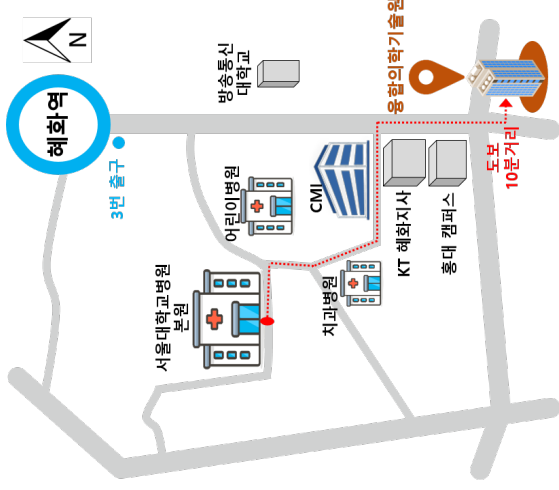 N
혜화역
3번 출구
방송통신
대학교
융합의학기술원
어린이병원
CMI
서울대학교병원
본원
치과병원
KT 혜화지사
홍대 캠퍼스
도보
10분거리